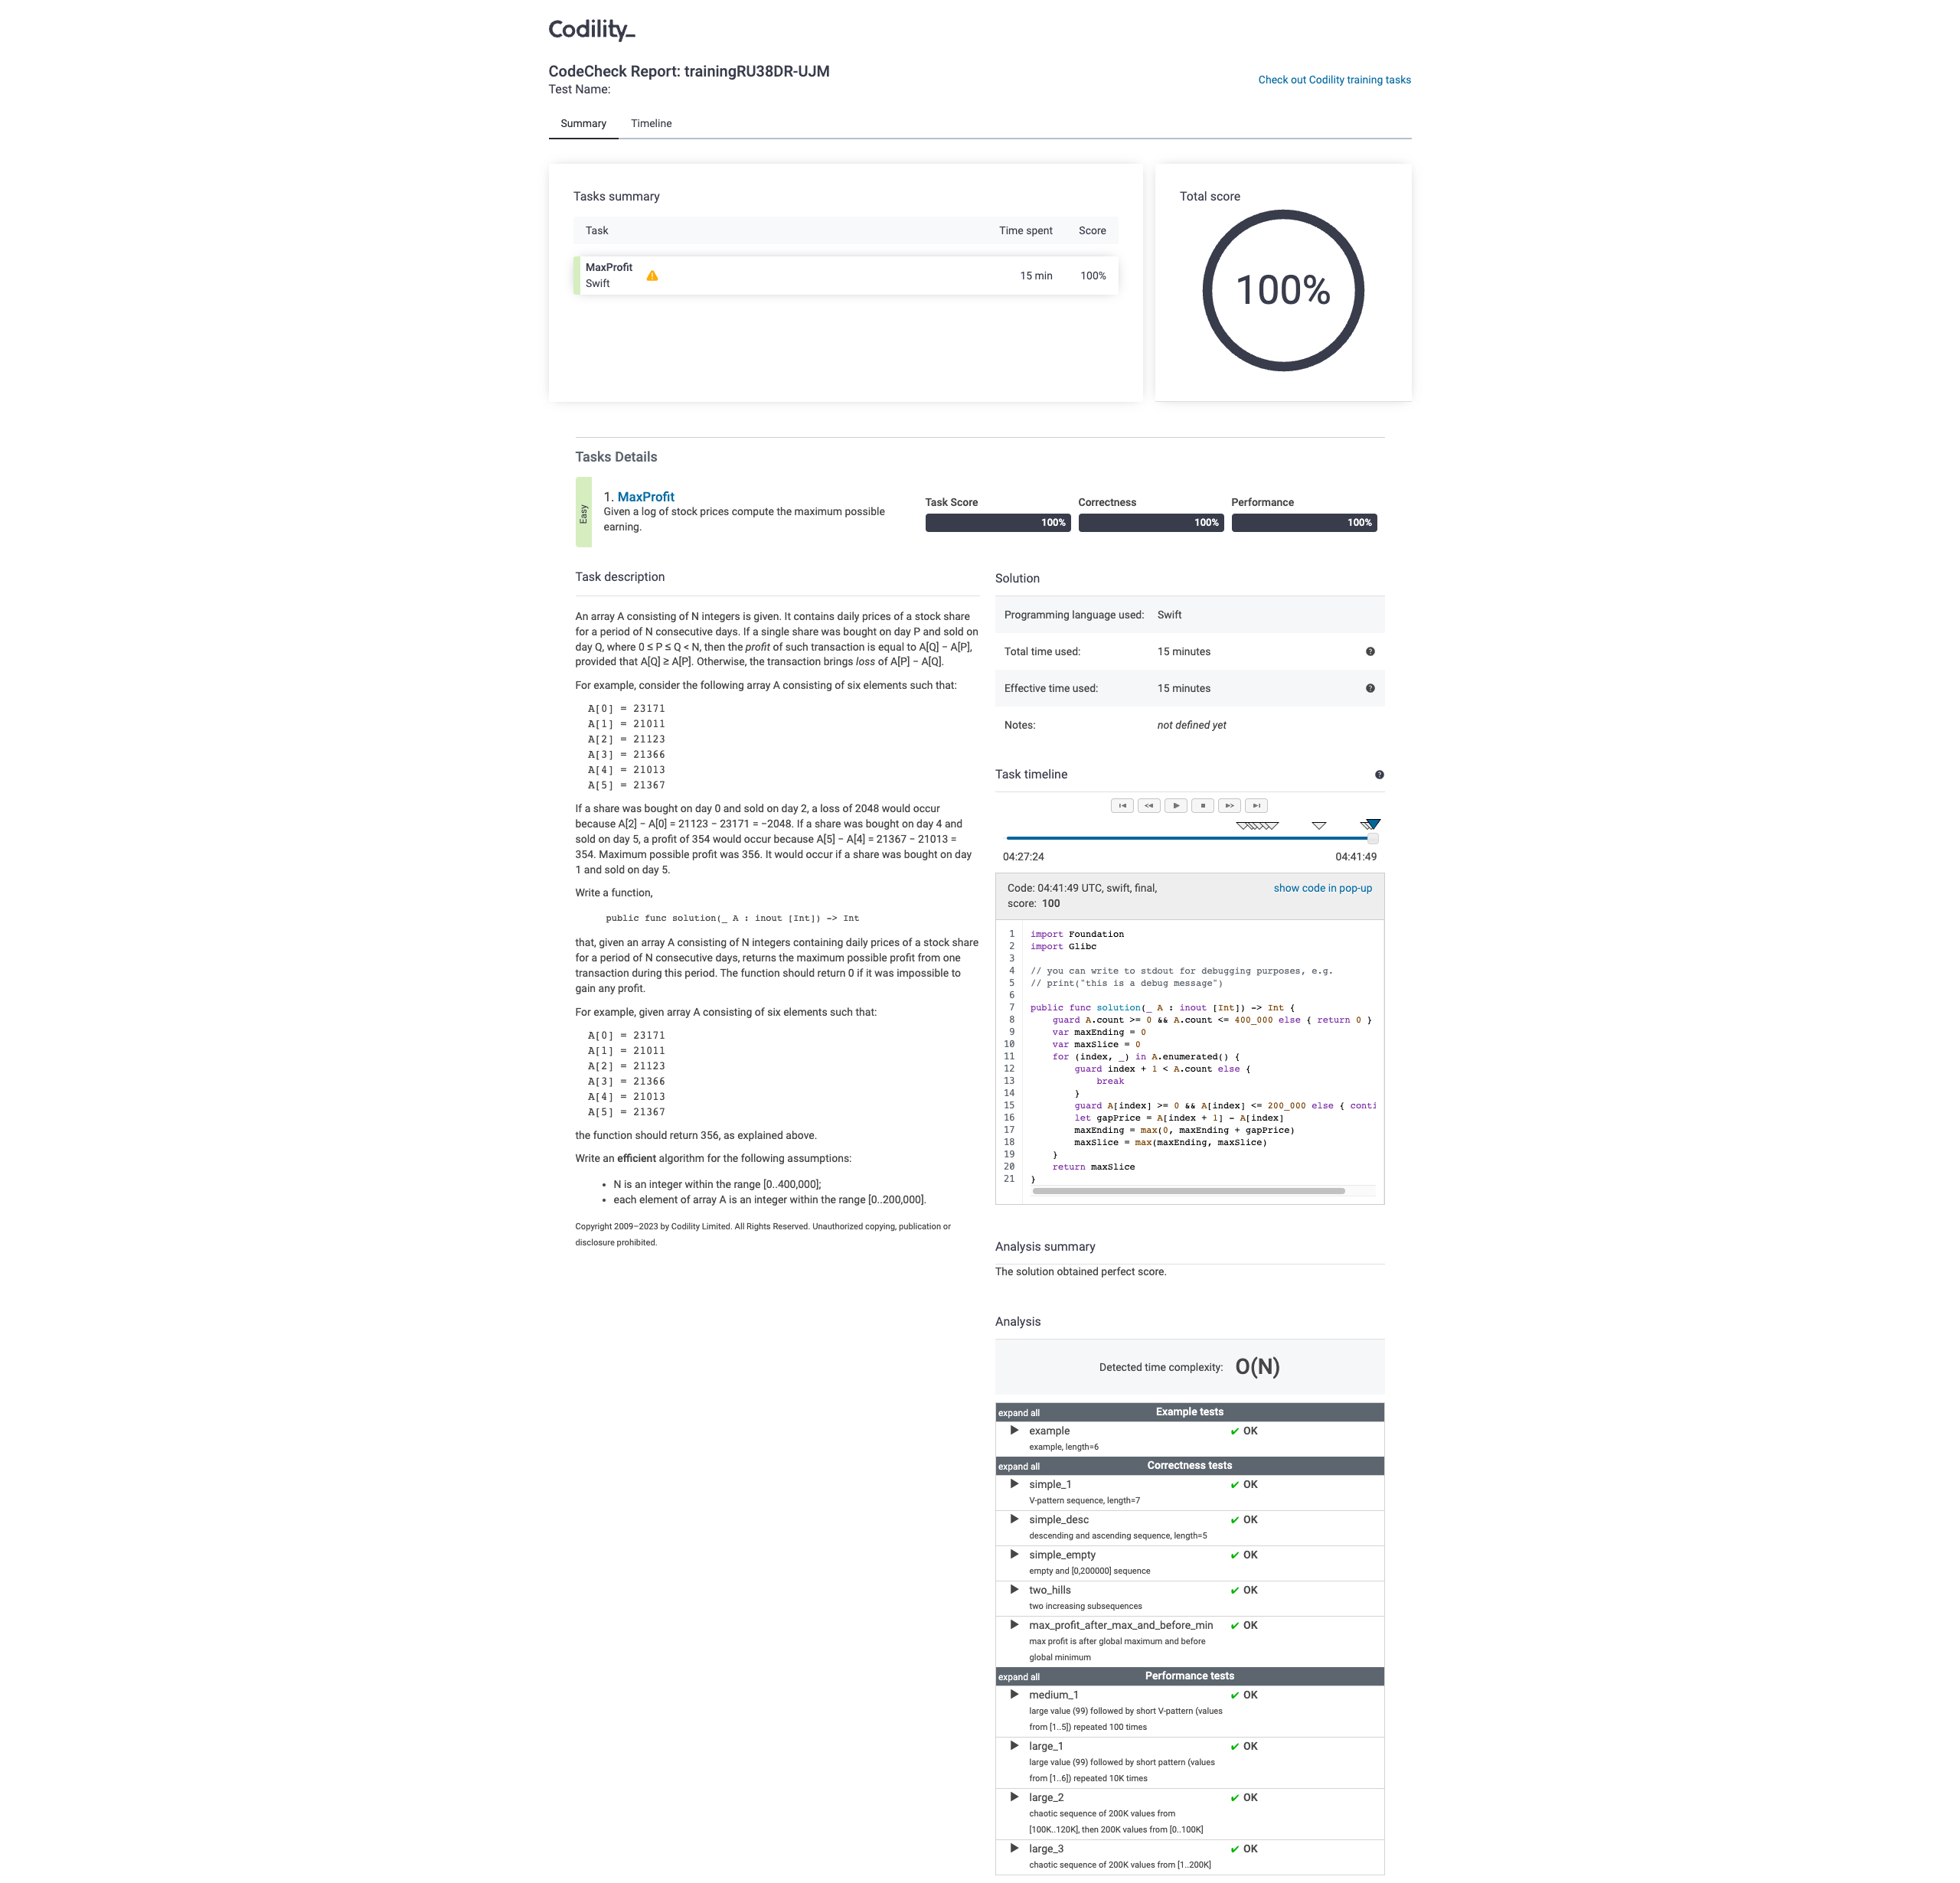 Codility_
CodeCheck Report: trainingRU38DR-UJM
Test Name:
Check out Codility training tasks
Summary
Timeline
Tasks summary
Task
Time spent
Score
MaxProfit
Swift
15 min
100%
Total score
100%
Tasks Details
Easy
1. MaxProfit
Given a log of stock prices compute the maximum possible
earning.
Task Score
Correctness
Performance
100%
100%
100%
Task description
An array A consisting of N integers is given. It contains daily prices of a stock share
for a period of N consecutive days. If a single share was bought on day P and sold on
day Q, where 0 ≤ P ≤ Q < N, then the profit of such transaction is equal to A[Q] − A[P],
provided that A[Q] ≥ A[P]. Otherwise, the transaction brings loss of A[P] − A[Q].
For example, consider the following array A consisting of six elements such that:
A[0] = 23171
A[1] = 21011
A[2] = 21123
A[3] = 21366
A[4] = 21013
A[5] = 21367
If a share was bought on day 0 and sold on day 2, a loss of 2048 would occur
because A[2] − A[0] = 21123 − 23171 = −2048. If a share was bought on day 4 and
sold on day 5, a profit of 354 would occur because A[5] − A[4] = 21367 − 21013 =
354. Maximum possible profit was 356. It would occur if a share was bought on day
1 and sold on day 5.
Write a function,
public func solution(_ A : inout [Int]) -> Int
that, given an array A consisting of N integers containing daily prices of a stock share
for a period of N consecutive days, returns the maximum possible profit from one
transaction during this period. The function should return 0 if it was impossible to
gain any profit.
For example, given array A consisting of six elements such that:
A[0] = 23171
A[1] = 21011
A[2] = 21123
A[3] = 21366
A[4] = 21013
A[5] = 21367
the function should return 356, as explained above.
Write an efficient algorithm for the following assumptions:
• N is an integer within the range [0..400,000];
• each element of array A is an integer within the range [0..200,000].
Copyright 2009–2023 by Codility Limited. All Rights Reserved. Unauthorized copying, publication or
disclosure prohibited.
Solution
Programming language used: Swift
Total time used: 15 minutes
Effective time used: 15 minutes
Notes: not defined yet
Task timeline
04:27:24
04:41:49
Code: 04:41:49 UTC, swift, final,
score: 100
show code in pop-up
1 import Foundation
2 import Glibc
3
4 // you can write to stdout for debugging purposes, e.g.
5 // print("this is a debug message")
6
7 public func solution(_ A : inout [Int]) -> Int {
8 guard A.count >= 0 && A.count <= 400_000 else { return 0 }
9 var maxEnding = 0
10 var maxSlice = 0
11 for (index, _) in A.enumerated() {
12 guard index + 1 < A.count else {
13 break
14 }
15 guard A[index] >= 0 && A[index] <= 200_000 else { conti
16 let gapPrice = A[index + 1] - A[index]
17 maxEnding = max(0, maxEnding + gapPrice)
18 maxSlice = max(maxEnding, maxSlice)
19 }
20 return maxSlice
21 }
Analysis summary
The solution obtained perfect score.
Analysis
Detected time complexity: O(N)
expand all Example tests
example ✔ OK
example, length=6
expand all Correctness tests
simple_1 ✔ OK
V-pattern sequence, length=7
simple_desc ✔ OK
descending and ascending sequence, length=5
simple_empty ✔ OK
empty and [0,200000] sequence
two_hills ✔ OK
two increasing subsequences
max_profit_after_max_and_before_min ✔ OK
max profit is after global maximum and before
global minimum
expand all Performance tests
medium_1 ✔ OK
large value (99) followed by short V-pattern (values
from [1..5]) repeated 100 times
large_1 ✔ OK
large value (99) followed by short pattern (values
from [1..6]) repeated 10K times
large_2 ✔ OK
chaotic sequence of 200K values from
[100K..120K], then 200K values from [0..100K]
large_3 ✔ OK
chaotic sequence of 200K values from [1..200K]